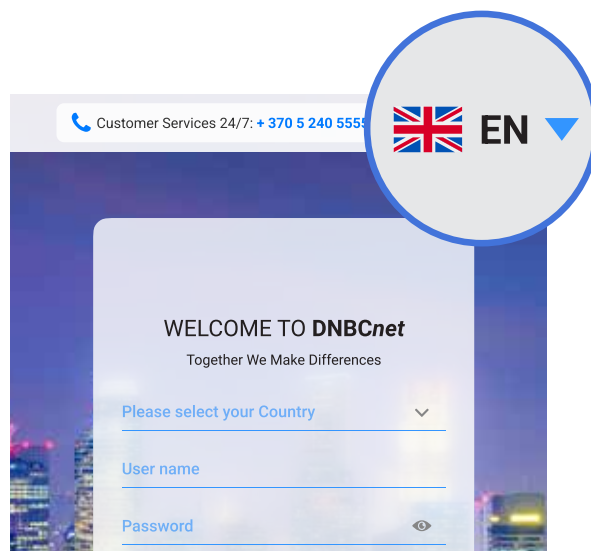 Customer Services 24/7: + 370 5 240 5555
EN
WELCOME TO DNBCnet
Together We Make Differences
Please select your Country
User name
Password